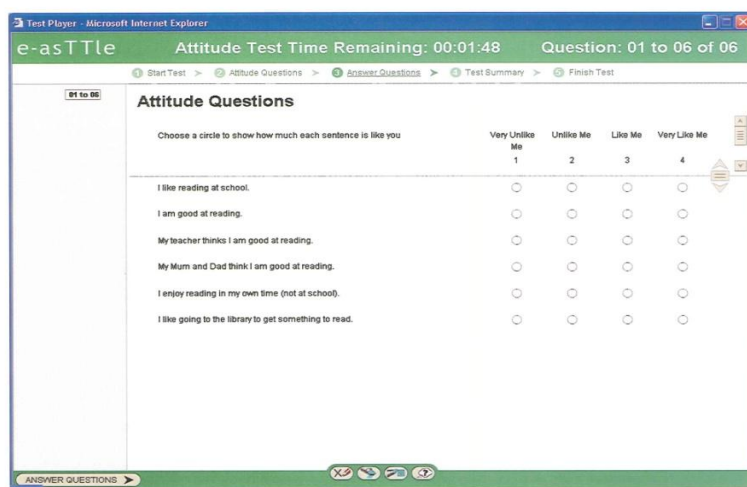 Test Player - Microsoft Internet Explorer
e-asTTle Attitude Test Time Remaining: 00:01:48 Question: 01 to 06 of 06
1 Start Test > 2 Attitude Questions > 3 Answer Questions > 4 Test Summary > 5 Finish Test
01 to 06
Attitude Questions
Choose a circle to show how much each sentence is like you
Very Unlike Me
1
Unlike Me
2
Like Me
3
Very Like Me
4
I like reading at school.
I am good at reading.
My teacher thinks I am good at reading.
My Mum and Dad think I am good at reading.
I enjoy reading in my own time (not at school).
I like going to the library to get something to read.
ANSWER QUESTIONS